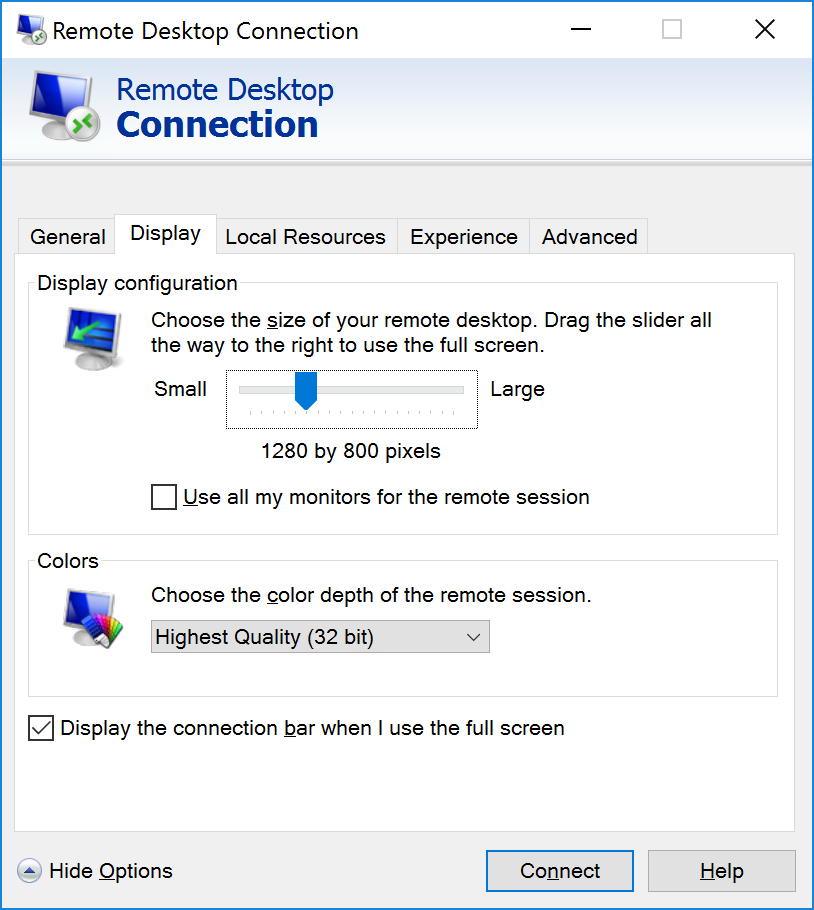 Remote Desktop Connection
Remote Desktop
Connection
General Display Local Resources Experience Advanced
Display configuration
Choose the size of your remote desktop. Drag the slider all
the way to the right to use the full screen.
Small Large
1280 by 800 pixels
Use all my monitors for the remote session
Colors
Choose the color depth of the remote session.
Highest Quality (32 bit)
Display the connection bar when I use the full screen
Hide Options Connect Help